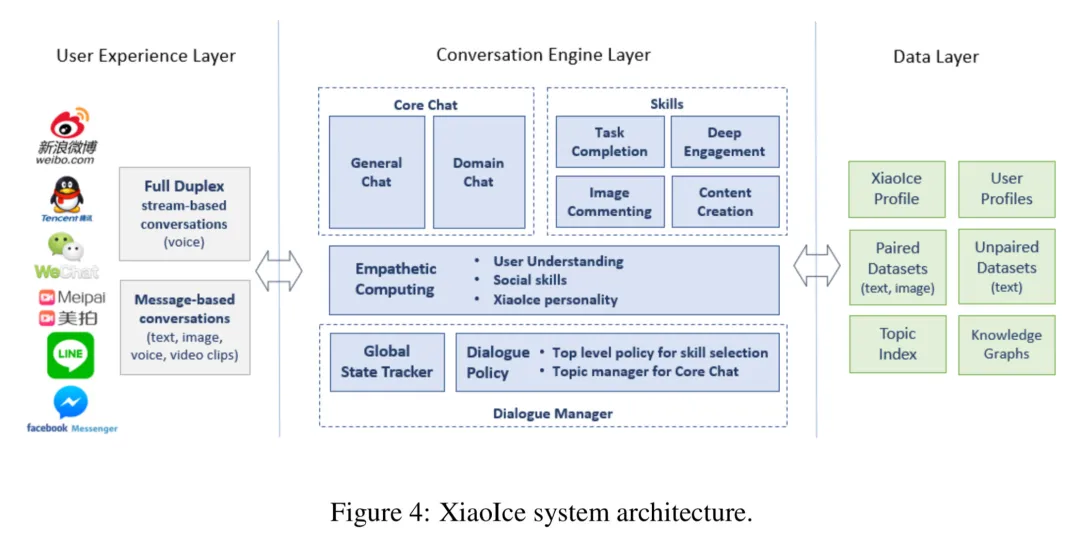 User Experience Layer
Conversation Engine Layer
Data Layer
新浪微博
weibo.com
Tencent 腾讯
WeChat
Meipai
美拍
LINE
facebook Messenger
Full Duplex
stream-based
conversations
(voice)
Message-based
conversations
(text, image,
voice, video clips)
Core Chat
General
Chat
Domain
Chat
Skills
Task
Completion
Deep
Engagement
Image
Commenting
Content
Creation
Empathetic
Computing
• User Understanding
• Social skills
• XiaoIce personality
Global
State Tracker
Dialogue
Policy
• Top level policy for skill selection
• Topic manager for Core Chat
Dialogue Manager
XiaoIce
Profile
User
Profiles
Paired
Datasets
(text, image)
Unpaired
Datasets
(text)
Topic
Index
Knowledge
Graphs
Figure 4: XiaoIce system architecture.